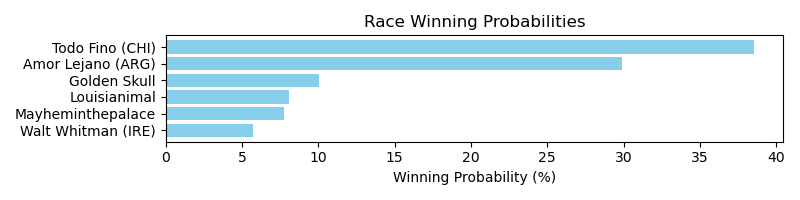 Race Winning Probabilities
Todo Fino (CHI)
Amor Lejano (ARG)
Golden Skull
Louisianimal
Mayheminthepalace
Walt Whitman (IRE)
0 5 10 15 20 25 30 35 40
Winning Probability (%)